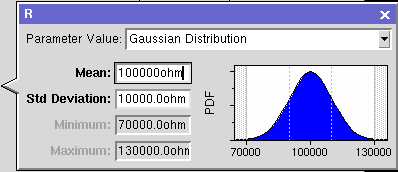 R
X
Parameter Value: Gaussian Distribution
Mean: 100000ohm
Std Deviation: 10000.0ohm
Minimum: 70000.0ohm
Maximum: 130000.0ohm
PDF
70000 100000 130000